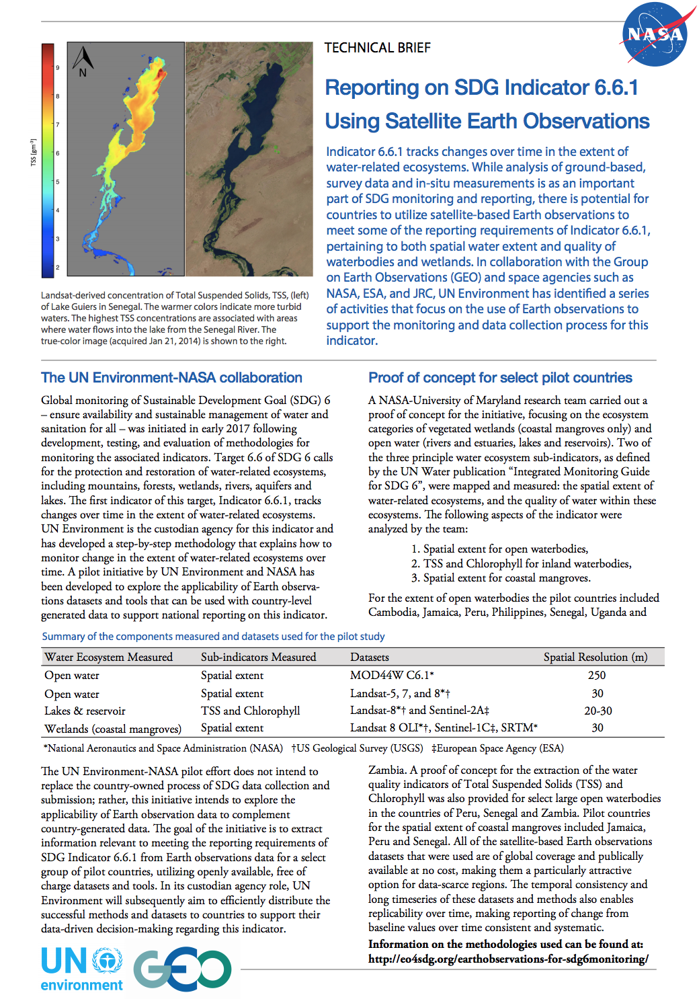 NASA
TECHNICAL BRIEF
Reporting on SDG Indicator 6.6.1
Using Satellite Earth Observations
Indicator 6.6.1 tracks changes over time in the extent of
water-related ecosystems. While analysis of ground-based,
survey data and in-situ measurements is as an important
part of SDG monitoring and reporting, there is potential for
countries to utilize satellite-based Earth observations to
meet some of the reporting requirements of Indicator 6.6.1,
pertaining to both spatial water extent and quality of
waterbodies and wetlands. In collaboration with the Group
on Earth Observations (GEO) and space agencies such as
NASA, ESA, and JRC, UN Environment has identified a series
of activities that focus on the use of Earth observations to
support the monitoring and data collection process for this
indicator.
N
TSS [gm⁻³]
9
8
7
6
5
4
3
2
Landsat-derived concentration of Total Suspended Solids, TSS, (left)
of Lake Guiers in Senegal. The warmer colors indicate more turbid
waters. The highest TSS concentrations are associated with areas
where water flows into the lake from the Senegal River. The
true-color image (acquired Jan 21, 2014) is shown to the right.
The UN Environment-NASA collaboration
Global monitoring of Sustainable Development Goal (SDG) 6
– ensure availability and sustainable management of water and
sanitation for all – was initiated in early 2017 following
development, testing, and evaluation of methodologies for
monitoring the associated indicators. Target 6.6 of SDG 6 calls
for the protection and restoration of water-related ecosystems,
including mountains, forests, wetlands, rivers, aquifers and
lakes. The first indicator of this target, Indicator 6.6.1, tracks
changes over time in the extent of water-related ecosystems.
UN Environment is the custodian agency for this indicator and
has developed a step-by-step methodology that explains how to
monitor change in the extent of water-related ecosystems over
time. A pilot initiative by UN Environment and NASA has
been developed to explore the applicability of Earth observa-
tions datasets and tools that can be used with country-level
generated data to support national reporting on this indicator.
Proof of concept for select pilot countries
A NASA-University of Maryland research team carried out a
proof of concept for the initiative, focusing on the ecosystem
categories of vegetated wetlands (coastal mangroves only) and
open water (rivers and estuaries, lakes and reservoirs). Two of
the three principle water ecosystem sub-indicators, as defined
by the UN Water publication “Integrated Monitoring Guide
for SDG 6”, were mapped and measured: the spatial extent of
water-related ecosystems, and the quality of water within these
ecosystems. The following aspects of the indicator were
analyzed by the team:
1. Spatial extent for open waterbodies,
2. TSS and Chlorophyll for inland waterbodies,
3. Spatial extent for coastal mangroves.
For the extent of open waterbodies the pilot countries included
Cambodia, Jamaica, Peru, Philippines, Senegal, Uganda and
Summary of the components measured and datasets used for the pilot study
Water Ecosystem Measured Sub-indicators Measured Datasets Spatial Resolution (m)
Open water Spatial extent MOD44W C6.1* 250
Open water Spatial extent Landsat-5, 7, and 8*† 30
Lakes & reservoir TSS and Chlorophyll Landsat-8*† and Sentinel-2A‡ 20-30
Wetlands (coastal mangroves) Spatial extent Landsat 8 OLI*†, Sentinel-1C‡, SRTM* 30
*National Aeronautics and Space Administration (NASA) †US Geological Survey (USGS) ‡European Space Agency (ESA)
The UN Environment-NASA pilot effort does not intend to
replace the country-owned process of SDG data collection and
submission; rather, this initiative intends to explore the
applicability of Earth observation data to complement
country-generated data. The goal of the initiative is to extract
information relevant to meeting the reporting requirements of
SDG Indicator 6.6.1 from Earth observations data for a select
group of pilot countries, utilizing openly available, free of
charge datasets and tools. In its custodian agency role, UN
Environment will subsequently aim to efficiently distribute the
successful methods and datasets to countries to support their
data-driven decision-making regarding this indicator.
Zambia. A proof of concept for the extraction of the water
quality indicators of Total Suspended Solids (TSS) and
Chlorophyll was also provided for select large open waterbodies
in the countries of Peru, Senegal and Zambia. Pilot countries
for the spatial extent of coastal mangroves included Jamaica,
Peru and Senegal. All of the satellite-based Earth observations
datasets that were used are of global coverage and publically
available at no cost, making them a particularly attractive
option for data-scarce regions. The temporal consistency and
long timeseries of these datasets and methods also enables
replicability over time, making reporting of change from
baseline values over time consistent and systematic.
Information on the methodologies used can be found at:
http://eo4sdg.org/earthobservations-for-sdg6monitoring/
UN
environment
GEO